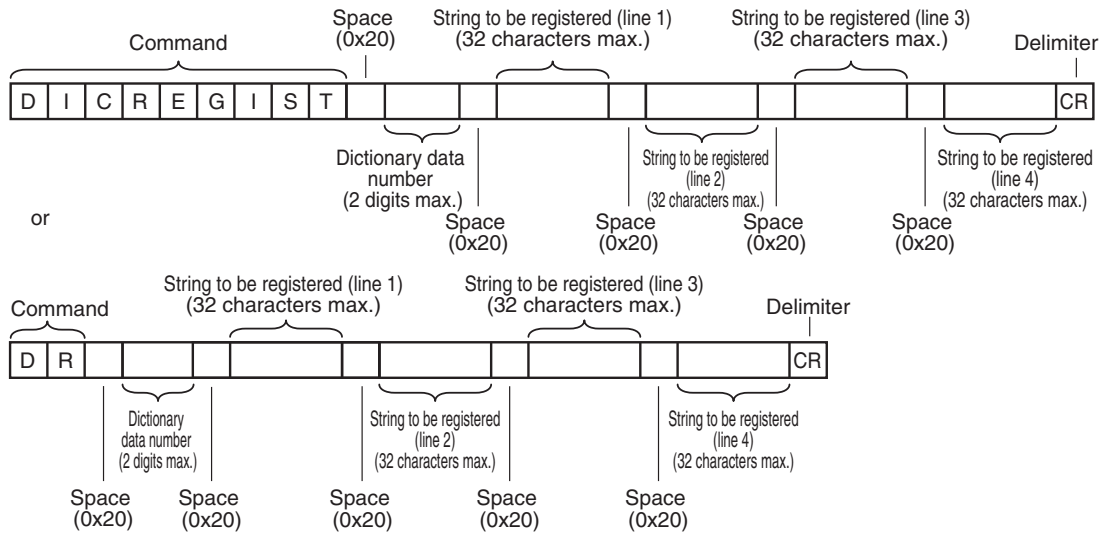 Command
Space
(0x20)
String to be registered (line 1)
(32 characters max.)
String to be registered (line 3)
(32 characters max.)
Delimiter
D I C R E G I S T CR
Dictionary data
number
(2 digits max.)
Space
(0x20)
Space
(0x20)
String to be registered
(line 2)
(32 characters max.)
Space
(0x20)
Space
(0x20)
String to be registered
(line 4)
(32 characters max.)
or
Command
String to be registered (line 1)
(32 characters max.)
String to be registered (line 3)
(32 characters max.)
Delimiter
D R CR
Space
(0x20)
Dictionary
data number
(2 digits max.)
Space
(0x20)
Space
(0x20)
String to be registered
(line 2)
(32 characters max.)
Space
(0x20)
Space
(0x20)
String to be registered
(line 4)
(32 characters max.)